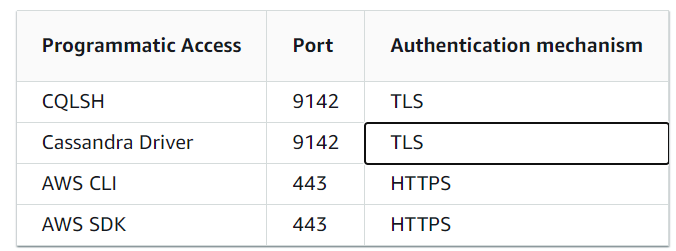 Programmatic Access Port Authentication mechanism
CQLSH 9142 TLS
Cassandra Driver 9142 TLS
AWS CLI 443 HTTPS
AWS SDK 443 HTTPS